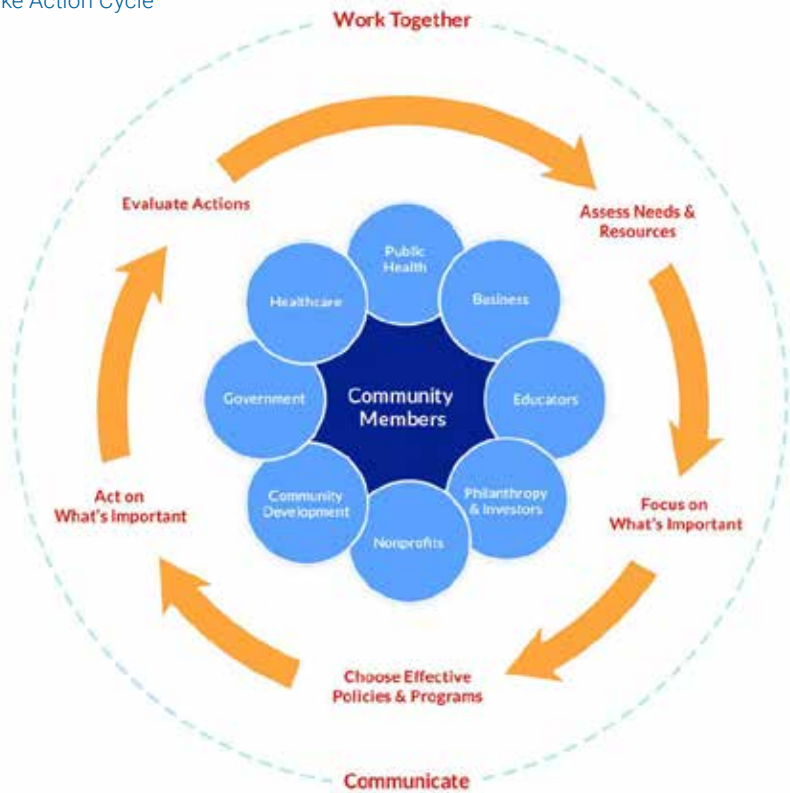 Action Cycle
Work Together
Evaluate Actions
Assess Needs &
Resources
Public
Health
Healthcare
Business
Government
Community
Members
Educators
Act on
What's Important
Community
Development
Philanthropy
& Investors
Focus on
What's Important
Nonprofits
Choose Effective
Policies & Programs
Communicate